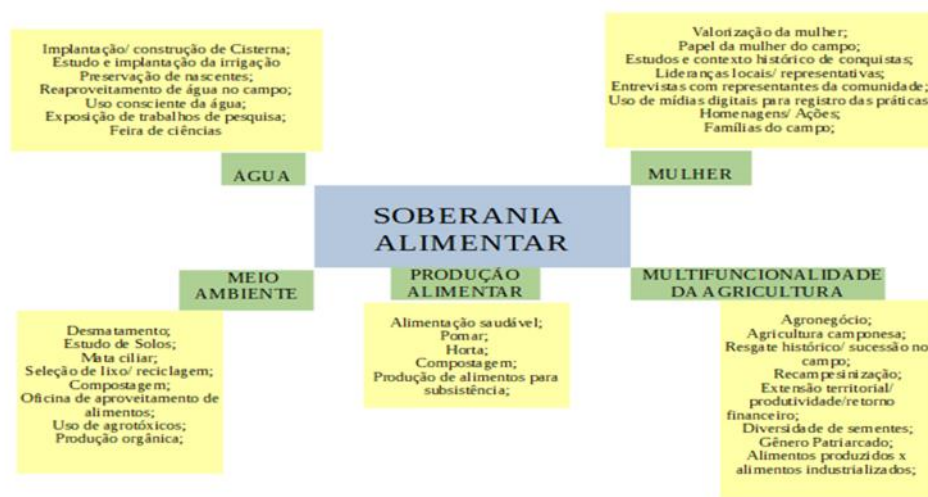 Implantação/ construção de Cisterna;
Estudo e implantação da irrigação
Preservação de nascentes;
Reaproveitamento de água no campo;
Uso consciente da água;
Exposição de trabalhos de pesquisa;
Feira de ciências
ÁGUA
Valorização da mulher;
Papel da mulher do campo;
Estudos e contexto histórico de conquistas;
Lideranças locais/ representativas;
Entrevistas com representantes da comunidade;
Uso de mídias digitais para registro das práticas
Homenagens/ Ações;
Famílias do campo;
MULHER
SOBERANIA
ALIMENTAR
MEIO
AMBIENTE
Desmatamento;
Estudo de Solos;
Mata ciliar;
Seleção de lixo/ reciclagem;
Compostagem;
Oficina de aproveitamento de
alimentos;
Uso de agrotóxicos;
Produção orgânica;
PRODUÇÃO
ALIMENTAR
Alimentação saudável;
Pomar;
Horta;
Compostagem;
Produção de alimentos para
subsistência;
MULTIFUNCIONALIDADE
DA AGRICULTURA
Agronegócio;
Agricultura camponesa;
Resgate histórico/ sucessão no
campo;
Recampesinização;
Extensão territorial/
produtividade/retorno
financeiro;
Diversidade de sementes;
Gênero Patriarcado;
Alimentos produzidos x
alimentos industrializados;